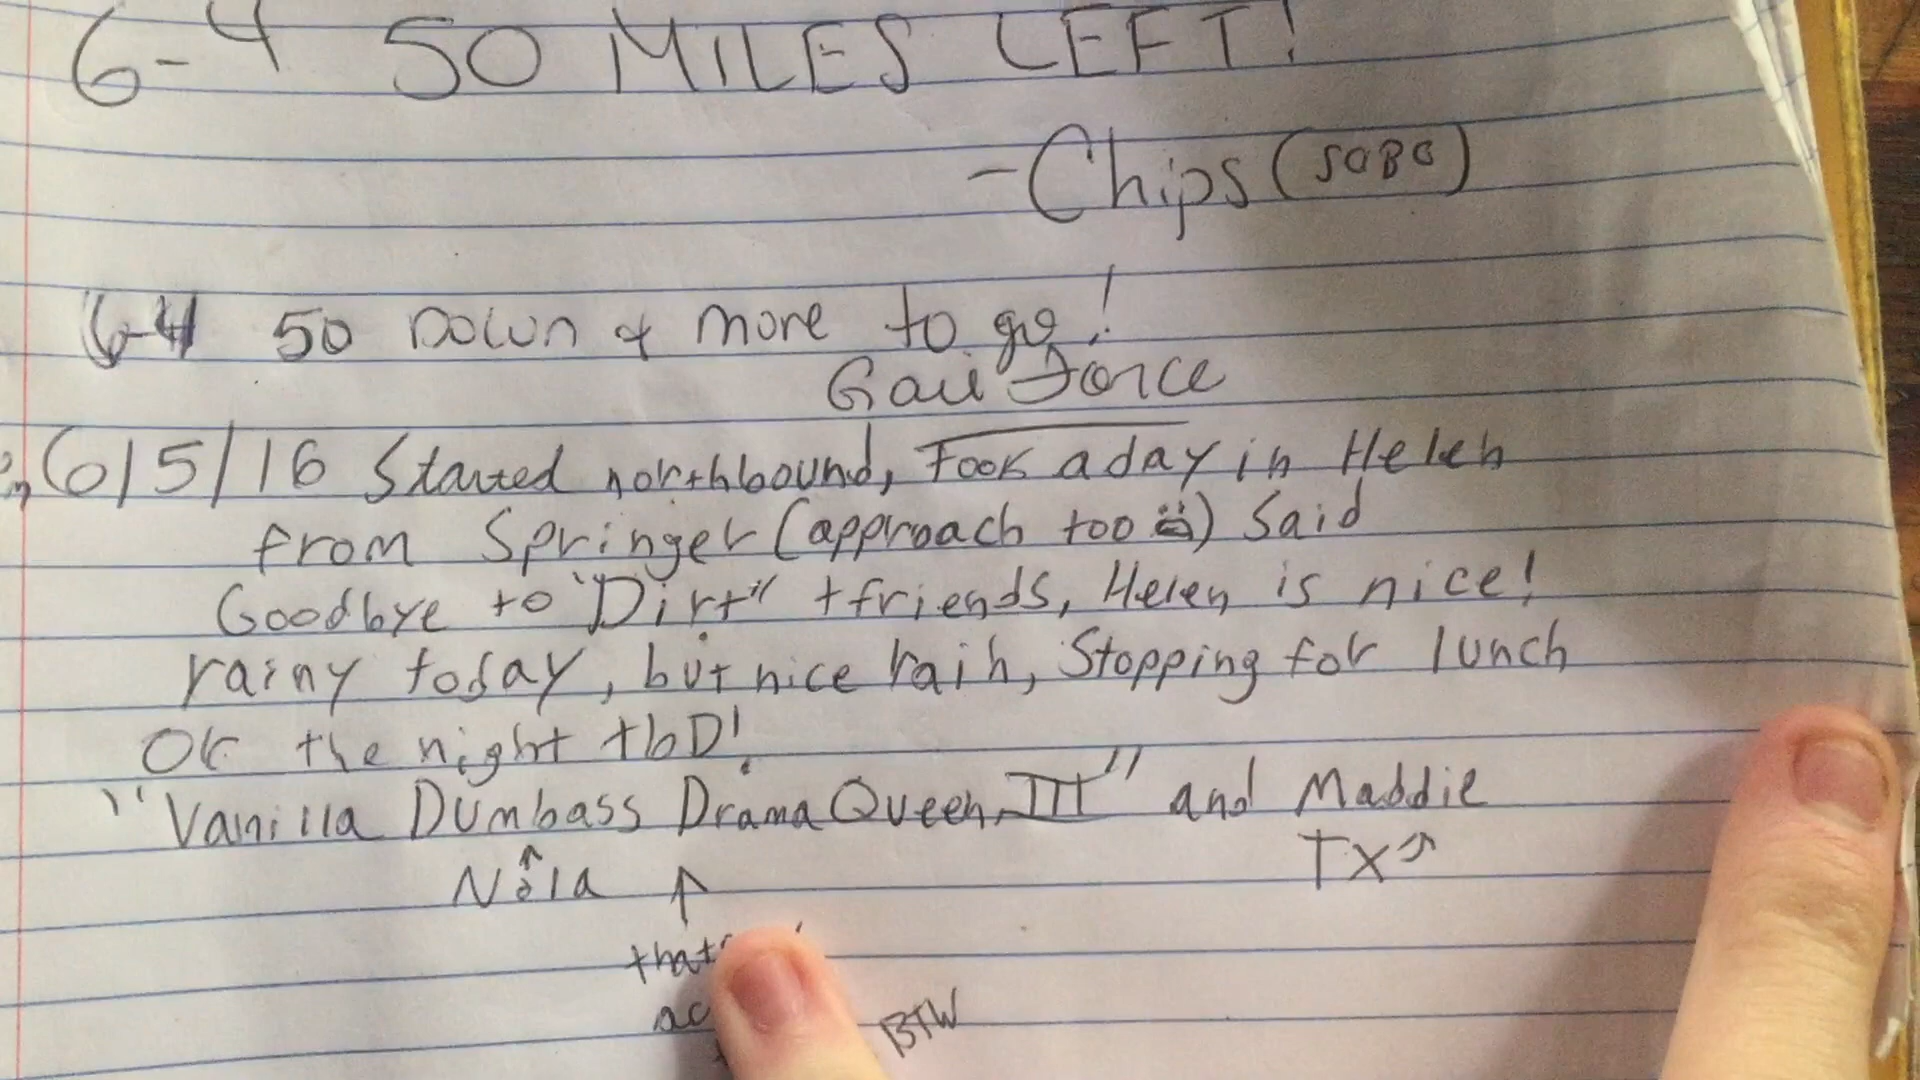 6-4 50 MILES LEFT!
-Chips (SOBO)
6-4 50 Down & more to go!
Gail Force
6/5/16 Started northbound, Took a day in Helen
from Springer (approach too) Said
Goodbye to "Dirt" + friends, Helen is nice!
rainy today, but nice rain, Stopping for lunch
Or the night tbD!
"Vanilla Dumbass Drama Queen III" and Maddie
Nola TX
BTW